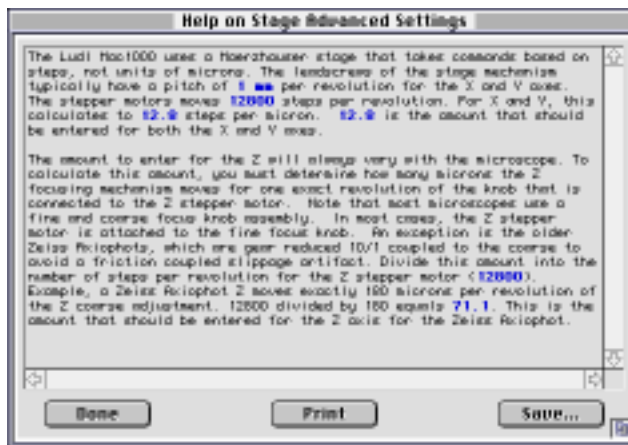 Help on Stage Advanced Settings
The Ludl Mac1000 uses a Maerzhauser stage that takes commands based on
steps, not units of microns. The leadscrews of the stage mechanism
typically have a pitch of 1 mm per revolution for the X and Y axes.
The stepper motors moves 12800 steps per revolution. For X and Y, this
calculates to 12.8 steps per micron. 12.8 is the amount that should
be entered for both the X and Y axes.
The amount to enter for the Z will always vary with the microscope. To
calculate this amount, you must determine how many microns the Z
focusing mechanism moves for one exact revolution of the knob that is
connected to the Z stepper motor. Note that most microscopes use a
fine and coarse focus knob assembly. In most cases, the Z stepper
motor is attached to the fine focus knob. An exception is the older
Zeiss Axiophots, which are gear reduced 10/1 coupled to the coarse to
avoid a friction coupled slippage artifact. Divide this amount into the
number of steps per revolution for the Z stepper motor (12800).
Example, a Zeiss Axiophot Z moves exactly 180 microns per revolution of
the Z coarse adjustment. 12800 divided by 180 equals 71.1. This is the
amount that should be entered for the Z axis for the Zeiss Axiophot.
Done
Print
Save...